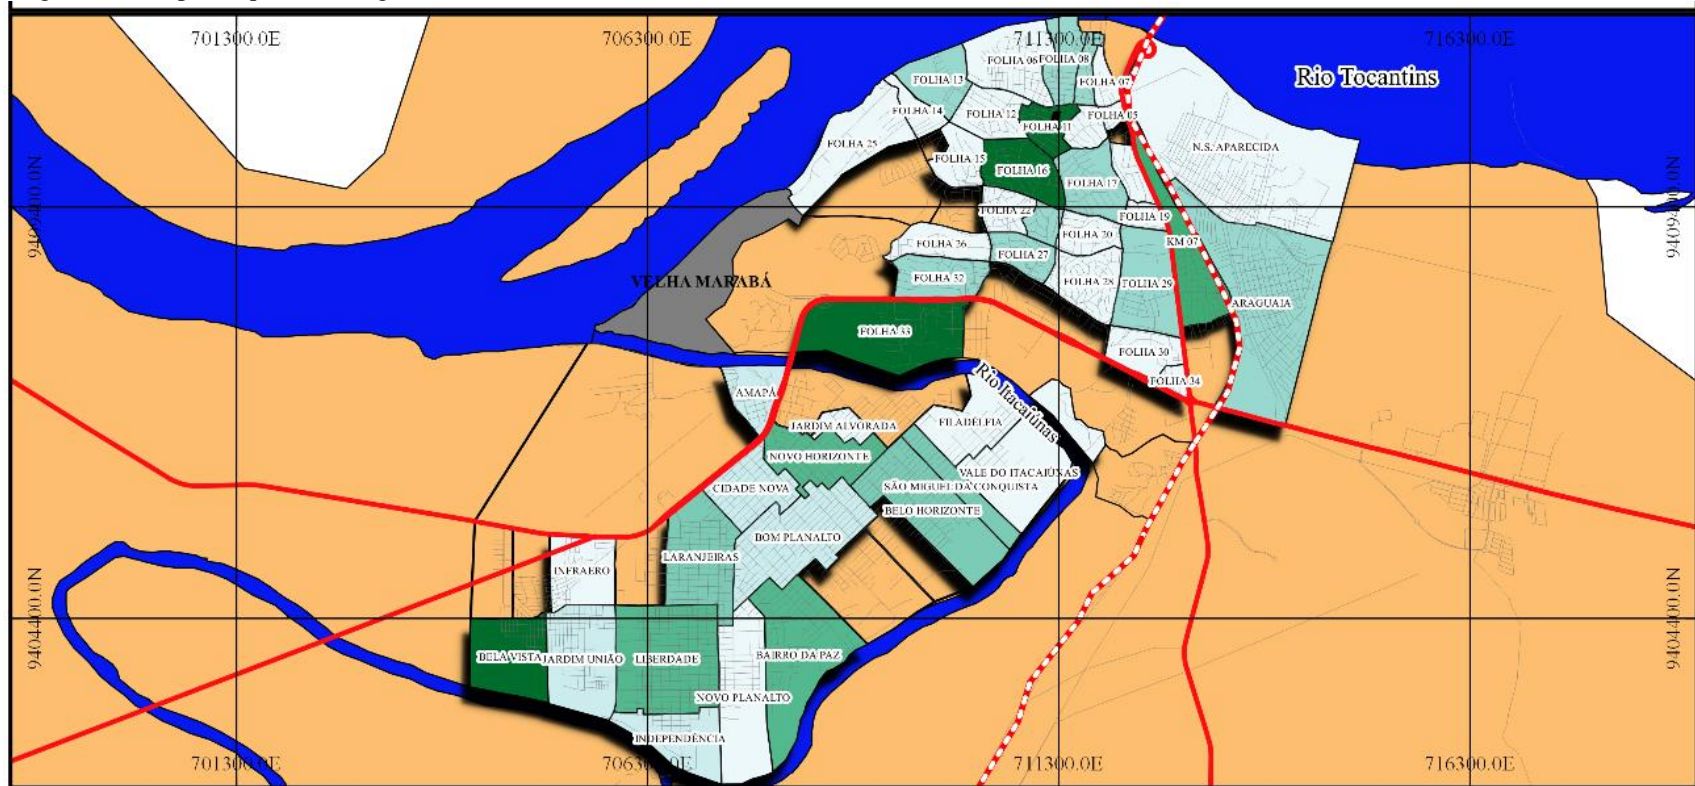 701300.0E
706300.0E
711300.0E
716300.0E
Rio Tocantins
FOLHA 06
FOLHA 08
FOLHA 13
FOLHA 07
FOLHA 14
FOLHA 12
FOLHA 05
FOLHA 11
FOLHA 25
N.S. APARECIDA
FOLHA 15
FOLHA 16
FOLHA 17
9409400.0N
9409400.0N
FOLHA 22
FOLHA 19
FOLHA 20
FOLHA 26
KM 07
FOLHA 27
VELHA MARABÁ
FOLHA 32
FOLHA 28
FOLHA 29
ARAGUAIA
FOLHA 33
FOLHA 30
FOLHA 34
Rio Itacaiúnas
AMAPÁ
JARDIM ALVORADA
FILADÉLFIA
NOVO HORIZONTE
VALE DO ITACAIÚNAS
CIDADE NOVA
SÃO MIGUEL DA CONQUISTA
BELO HORIZONTE
BOM PLANALTO
LARANJEIRAS
INFRAERO
9404400.0N
9404400.0N
BELA VISTA
JARDIM UNIÃO
LIBERDADE
BAIRRO DA PAZ
NOVO PLANALTO
INDEPENDÊNCIA
701300.0E
706300.0E
711300.0E
716300.0E